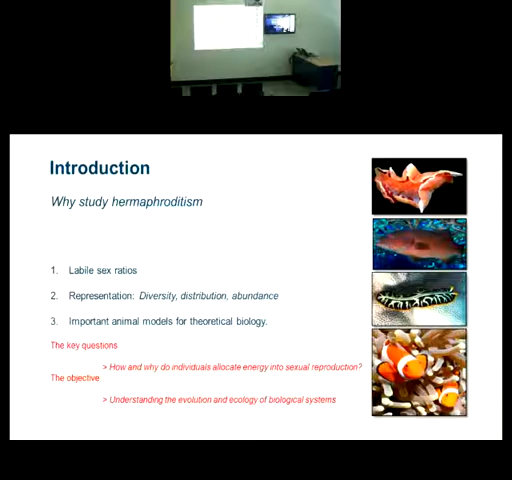 Introduction
Why study hermaphroditism
1. Labile sex ratios
2. Representation: Diversity, distribution, abundance
3. Important animal models for theoretical biology.
The key questions
> How and why do individuals allocate energy into sexual reproduction?
The objective
> Understanding the evolution and ecology of biological systems